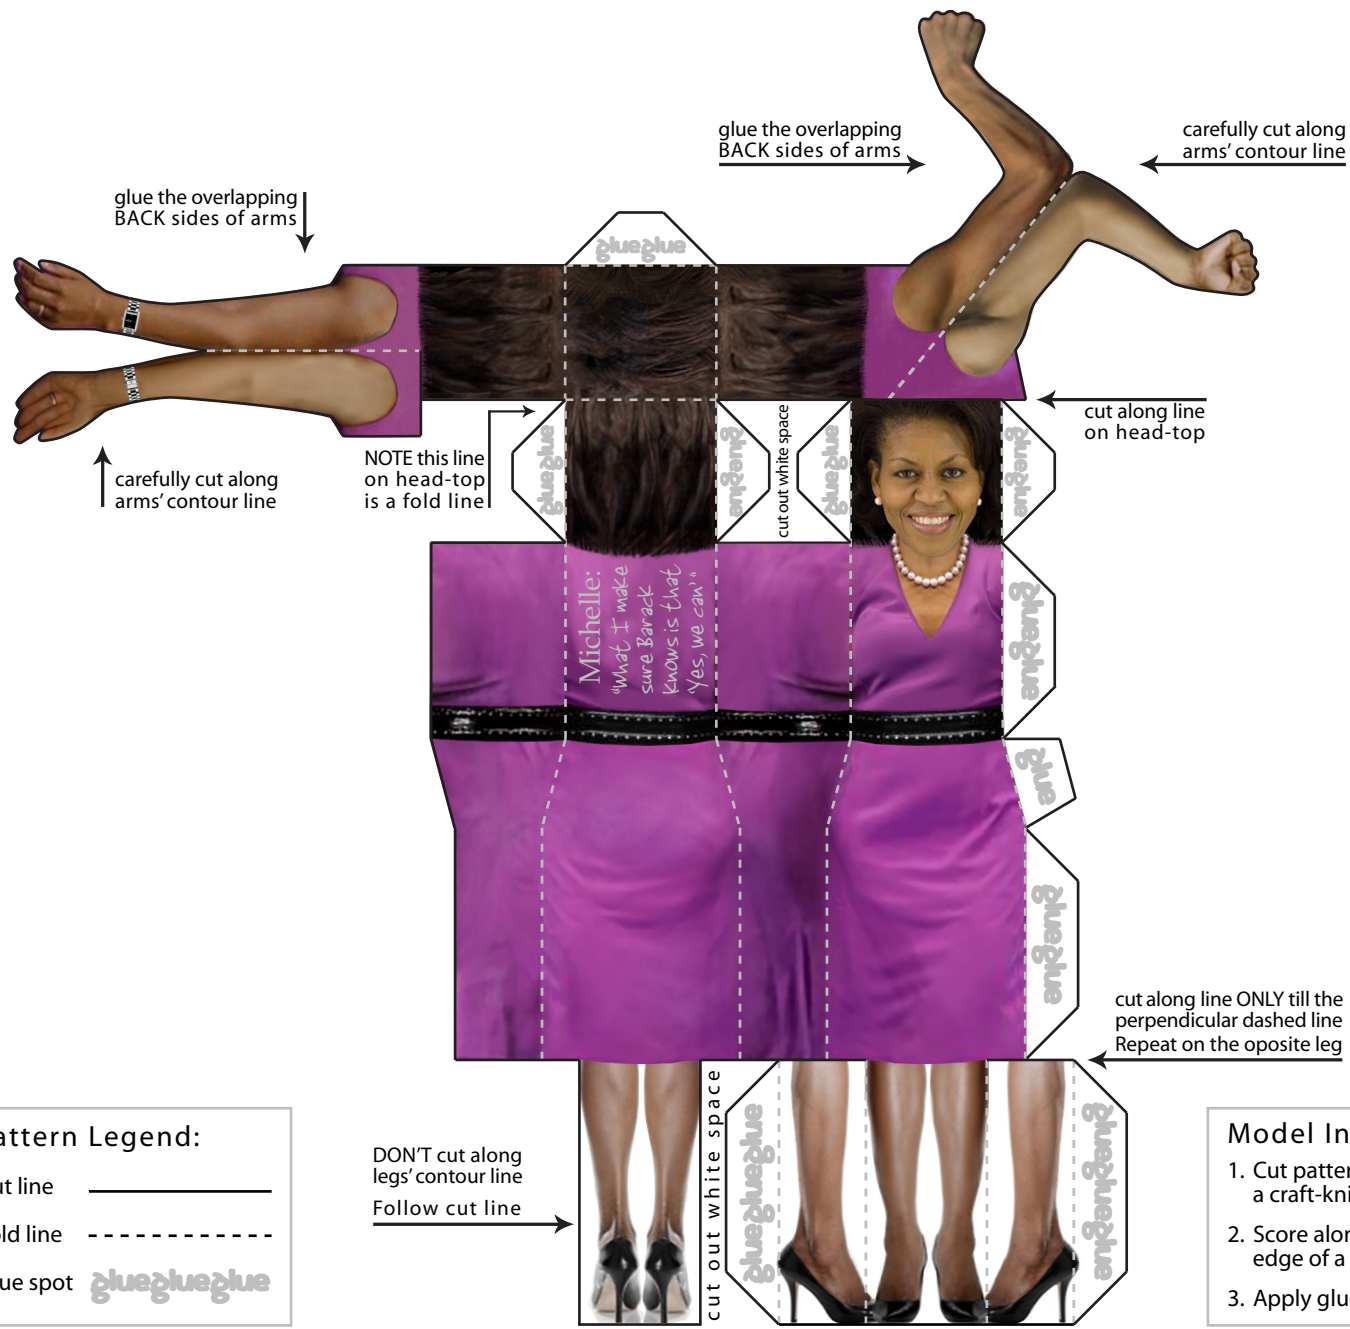 glue the overlapping
BACK sides of arms
carefully cut along
arms' contour line
glue the overlapping
BACK sides of arms
glueglue
cut along line
on head-top
NOTE this line
on head-top
is a fold line
carefully cut along
arms' contour line
glueglue
glueglue
cut out white space
glueglue
glueglue
Michelle:
"What I make
sure Barack
knows is that
'Yes, we can'"
glueglue
glue
glueglue
cut along line ONLY till the
perpendicular dashed line
Repeat on the oposite leg
DON'T cut along
legs' contour line
Follow cut line
cut out white space
glueglueglue
glueglueglue
attern Legend:
ut line
old line
ue spot glueglueglue
Model In
1. Cut patter
a craft-kni
2. Score alon
edge of a
3. Apply glu